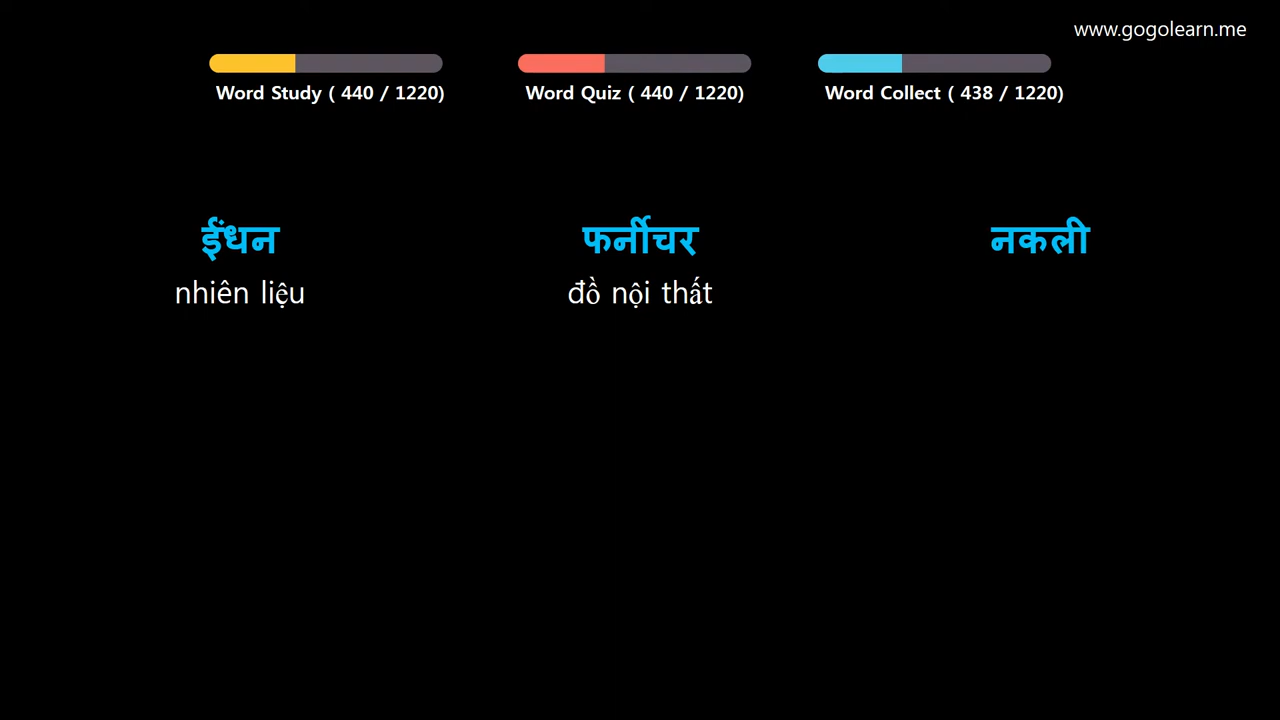 www.gogolearn.me
Word Study ( 440 / 1220)
Word Quiz ( 440 / 1220)
Word Collect ( 438 / 1220)
ईंधन
nhiên liệu
फर्नीचर
đồ nội thất
नकली